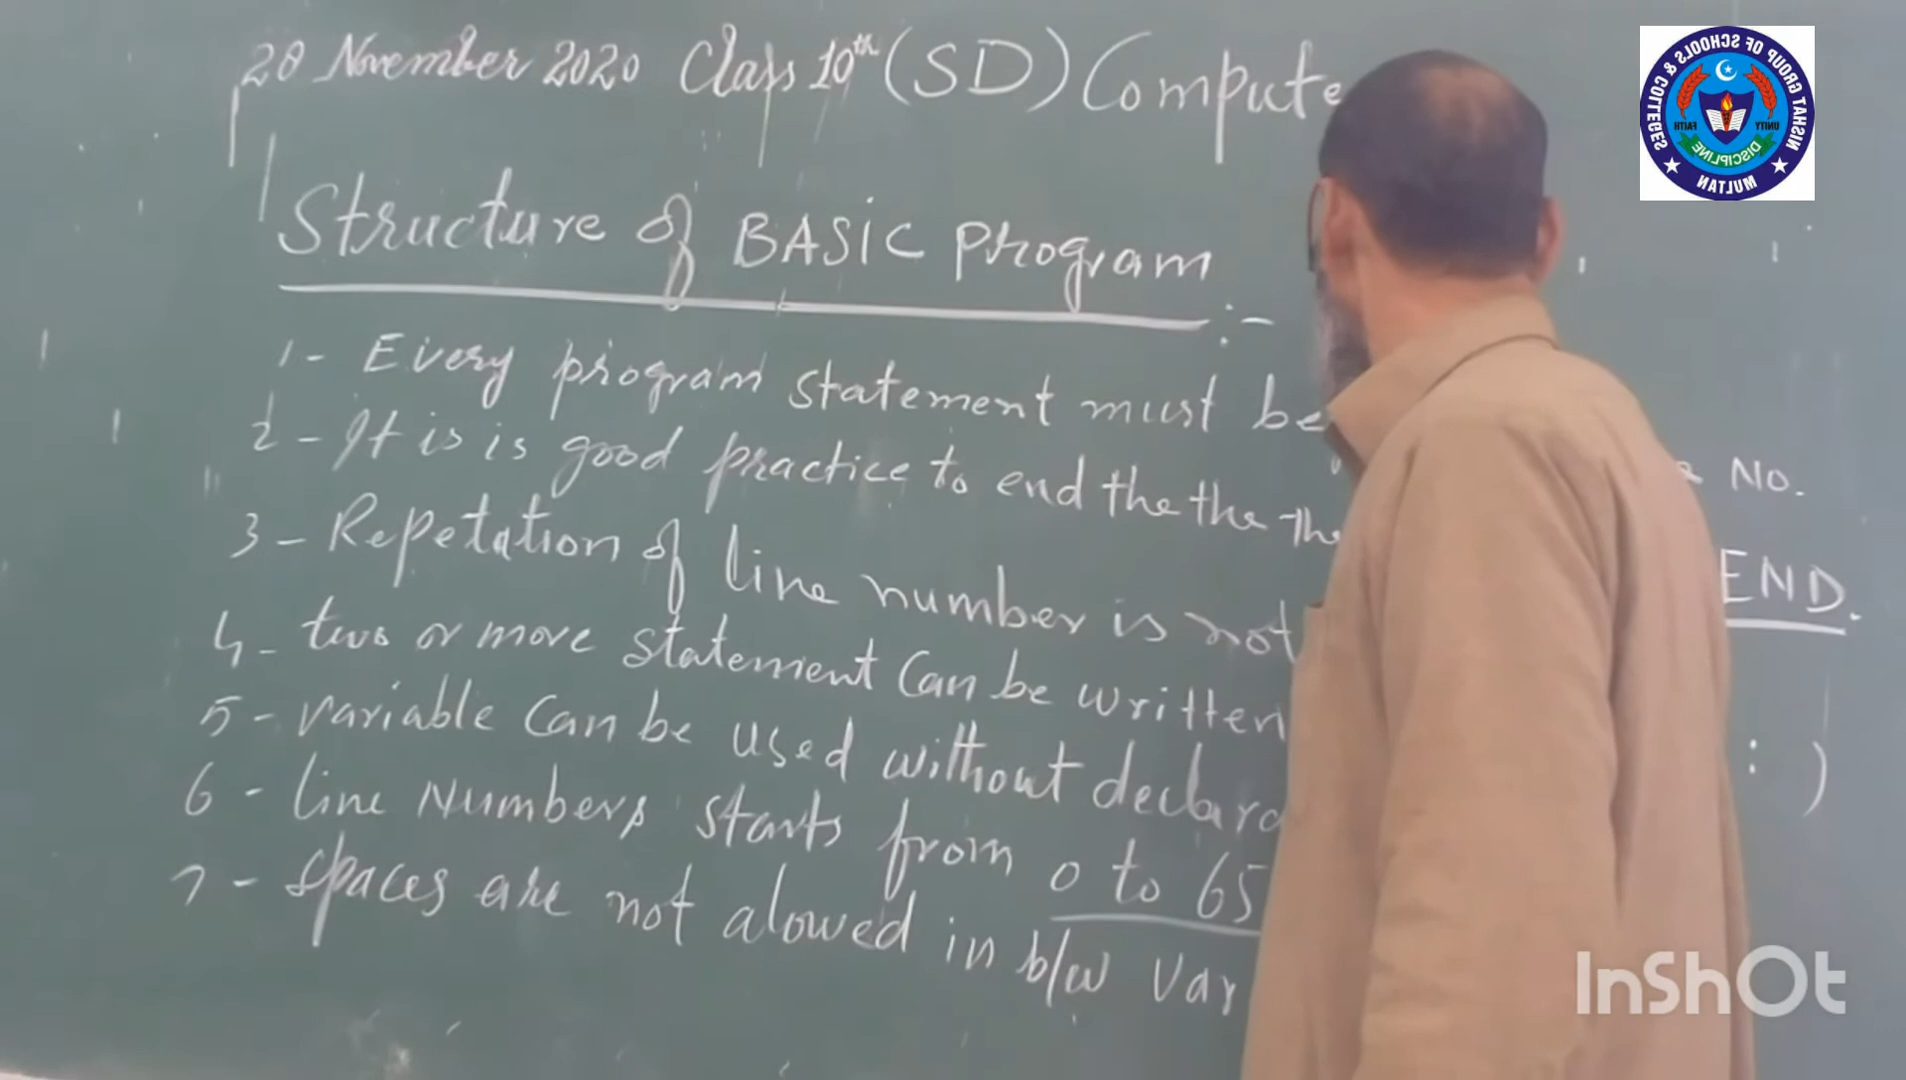 28 November 2020 Class 10th (SD) Compute
Structure of BASIC Program :-
1- Every program statement must be No.
2- It is is good practice to end the the the END.
3- Repetation of line number is not
4- two or more statement can be written : )
5- variable can be used without declara
6- line Numbers starts from 0 to 65
7- Spaces are not alowed in b/w var
NISHAT TAHSIN GROUP OF SCHOOLS & COLLEGES
FAITH UNITY
DISCIPLINE
MULTAN
InShOt